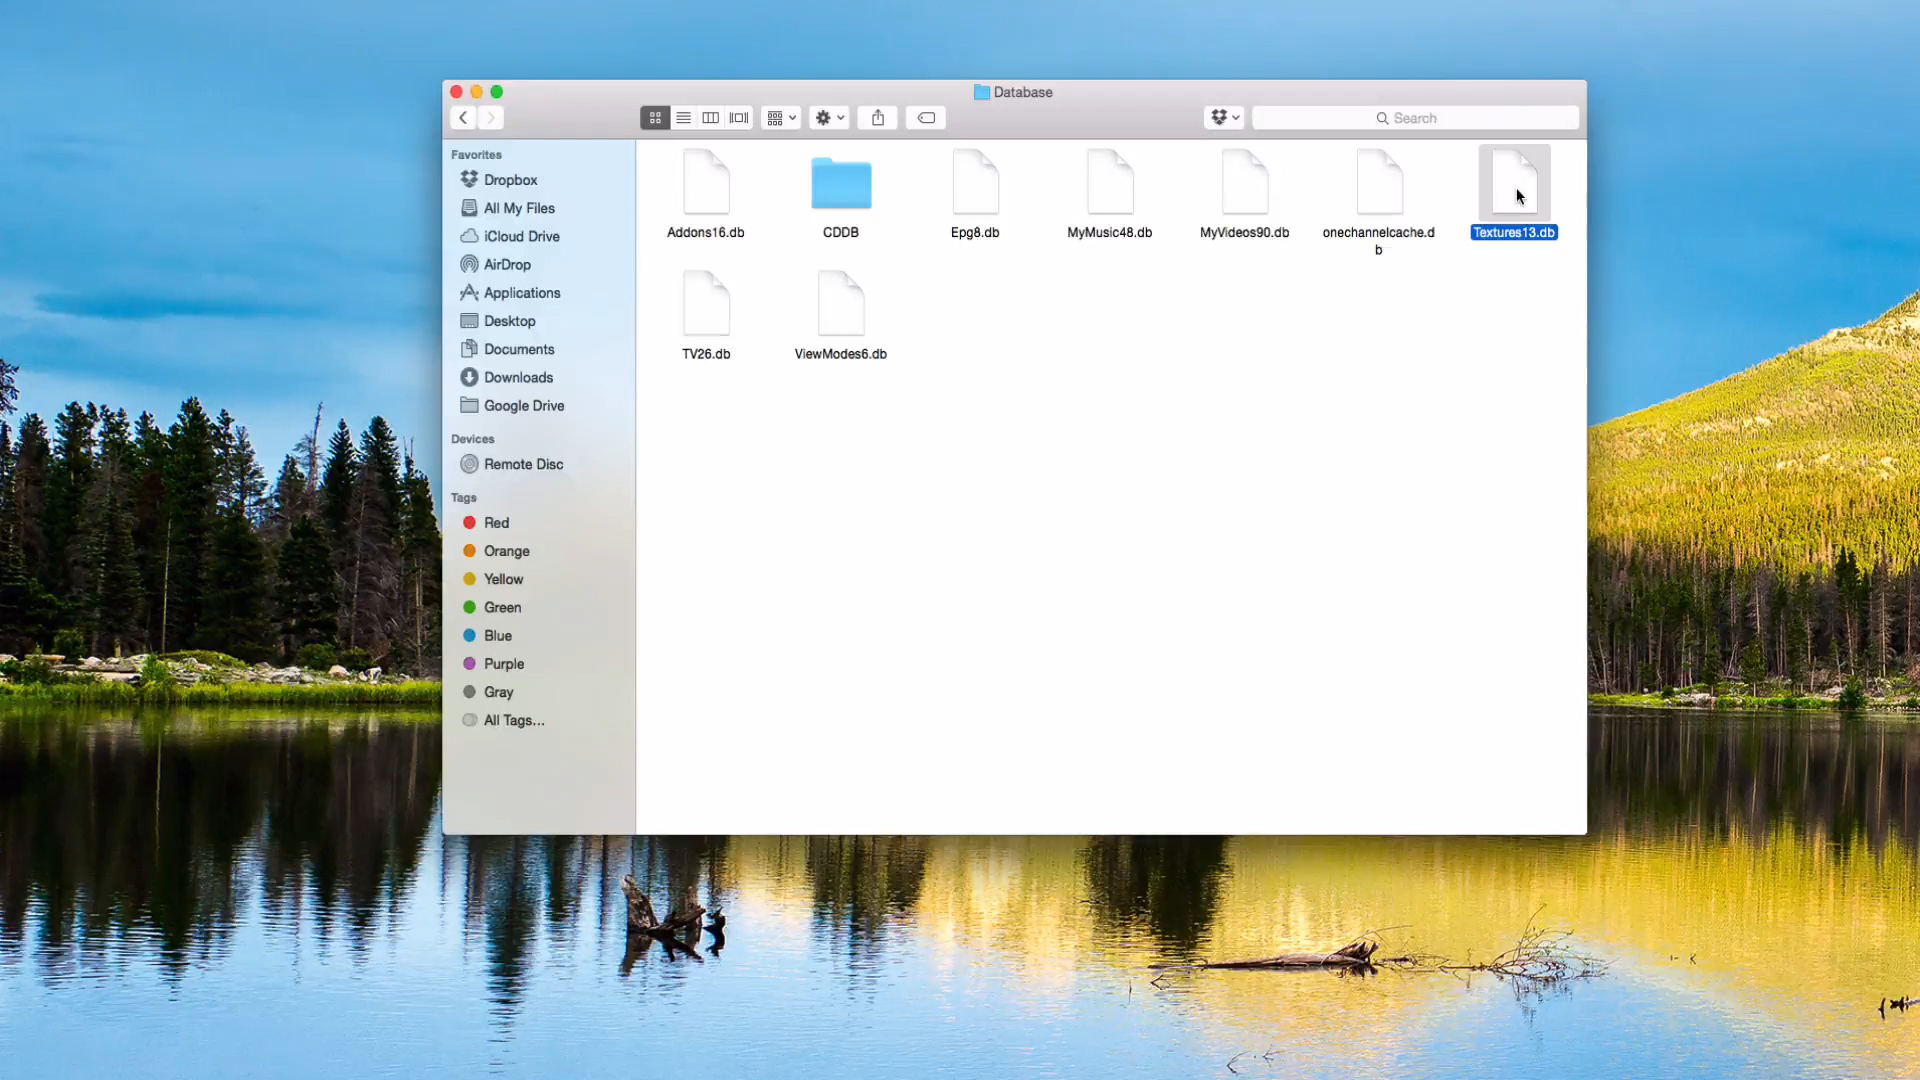 Database
Search
Favorites
Dropbox
All My Files
iCloud Drive
AirDrop
Applications
Desktop
Documents
Downloads
Google Drive
Devices
Remote Disc
Tags
Red
Orange
Yellow
Green
Blue
Purple
Gray
All Tags...
Addons16.db
CDDB
Epg8.db
MyMusic48.db
MyVideos90.db
onechannelcache.d
b
Textures13.db
TV26.db
ViewModes6.db